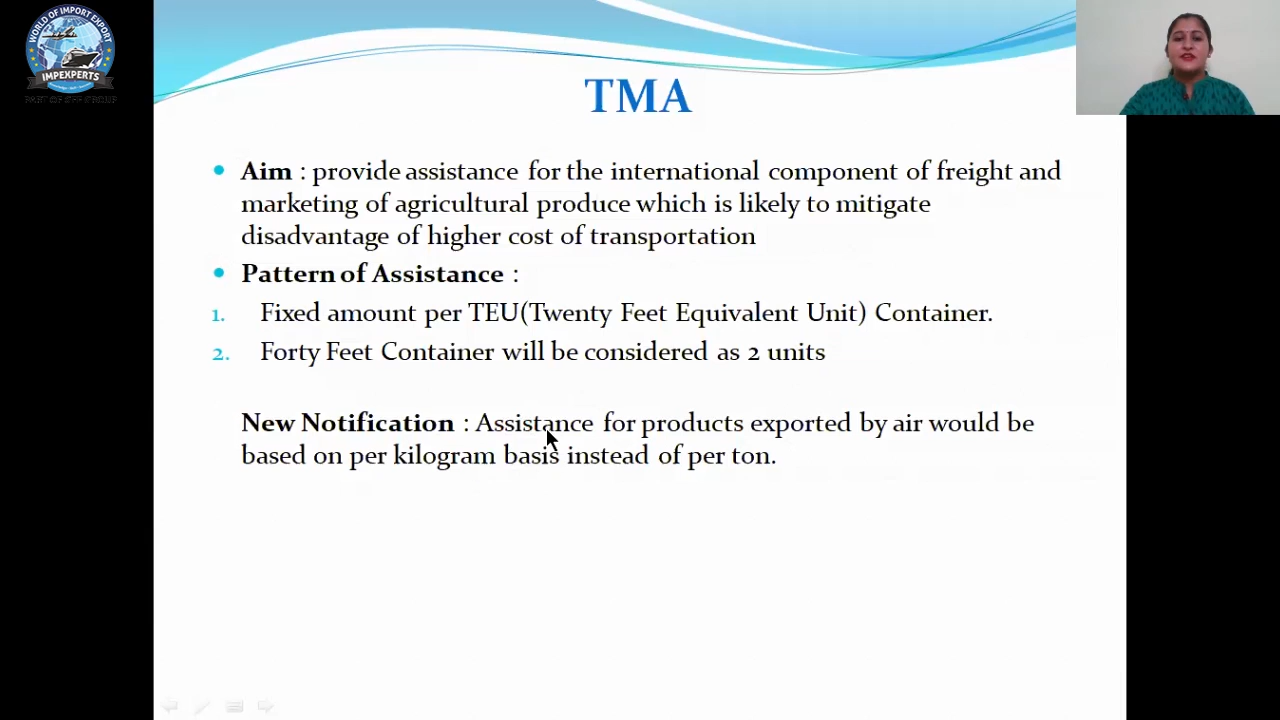 WORLD OF IMPORT EXPORT
IMPEXPERTS
TMA
Aim : provide assistance for the international component of freight and
marketing of agricultural produce which is likely to mitigate
disadvantage of higher cost of transportation
Pattern of Assistance :
1. Fixed amount per TEU(Twenty Feet Equivalent Unit) Container.
2. Forty Feet Container will be considered as 2 units
New Notification : Assistance for products exported by air would be
based on per kilogram basis instead of per ton.